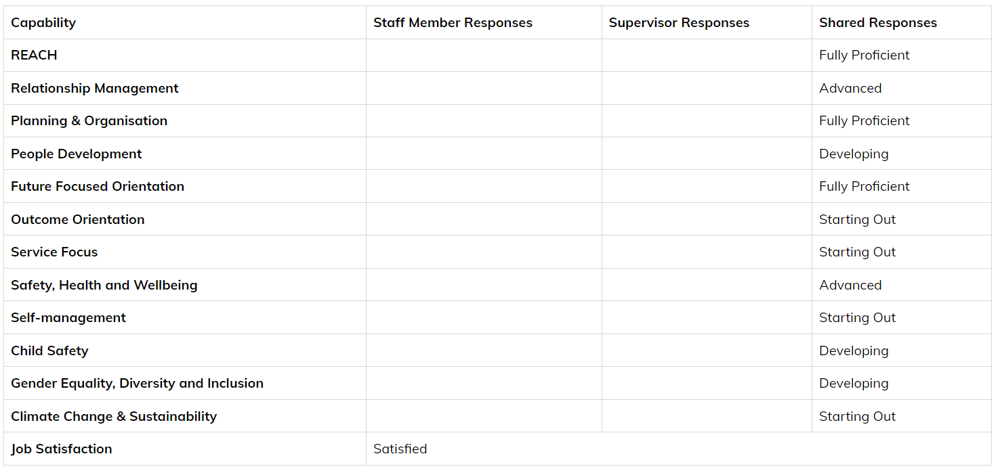 Capability Staff Member Responses Supervisor Responses Shared Responses
REACH Fully Proficient
Relationship Management Advanced
Planning & Organisation Fully Proficient
People Development Developing
Future Focused Orientation Fully Proficient
Outcome Orientation Starting Out
Service Focus Starting Out
Safety, Health and Wellbeing Advanced
Self-management Starting Out
Child Safety Developing
Gender Equality, Diversity and Inclusion Developing
Climate Change & Sustainability Starting Out
Job Satisfaction Satisfied